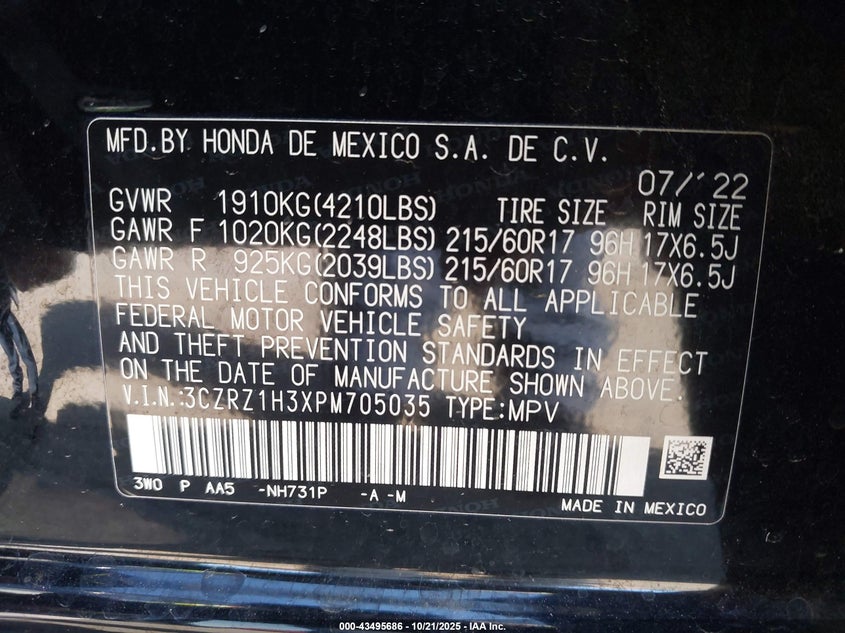 MFD.BY HONDA DE MEXICO S.A. DE C.V.
07/'22
GVWR 1910KG(4210LBS) TIRE SIZE RIM SIZE
GAWR F 1020KG(2248LBS) 215/60R17 96H 17X6.5J
GAWR R 925KG(2039LBS) 215/60R17 96H 17X6.5J
THIS VEHICLE CONFORMS TO ALL APPLICABLE
FEDERAL MOTOR VEHICLE SAFETY
AND THEFT PREVENTION STANDARDS IN EFFECT
ON THE DATE OF MANUFACTURE SHOWN ABOVE.
V.I.N.:3CZRZ1H3XPM705035 TYPE:MPV
3W0 P AA5 -NH731P -A -M
MADE IN MEXICO
000-43495686 - 10/21/2025 - IAA Inc.